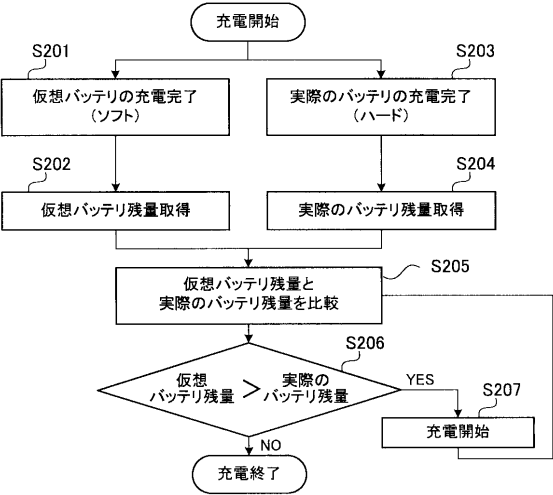 充電開始
S201
仮想バッテリの充電完了
(ソフト)
S203
実際のバッテリの充電完了
(ハード)
S202
仮想バッテリ残量取得
S204
実際のバッテリ残量取得
S205
仮想バッテリ残量と
実際のバッテリ残量を比較
S206
仮想
バッテリ残量
>
実際の
バッテリ残量
YES
S207
充電開始
NO
充電終了